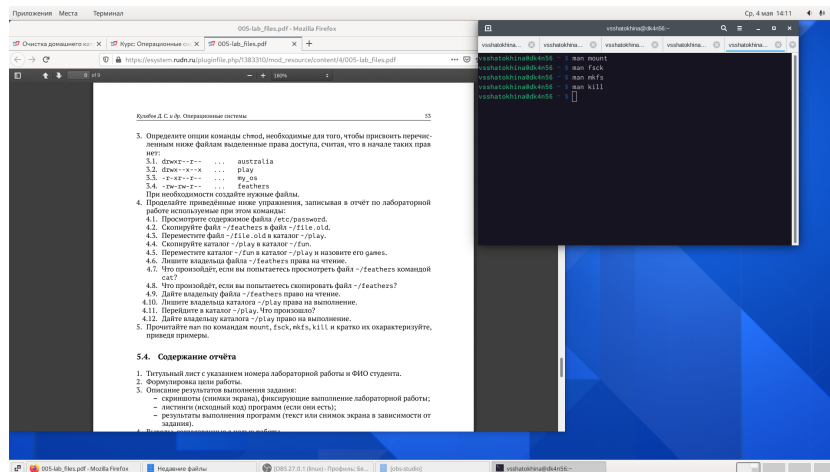 Приложения Места Терминал
Ср, 4 мая 14:11
005-lab_files.pdf - Mozilla Firefox
Курс: Операционные
005-lab_files.pdf
https://esystem.rudn.ru/pluginfile.php/1383310/mod_resource/content/4/005-lab_files.pdf
180%
Кулябов Д. С. и др. Операционные системы 53
3. Определите опции команды chmod, необходимые для того, чтобы присвоить перечис-
ленным ниже файлам выделенные права доступа, считая, что в начале таких прав
нет:
3.1. drwxr--r-- ... australia
3.2. drwx--x--x ... play
3.3. -r-xr--r-- ... my_os
3.4. -rw-rw-r-- ... feathers
При необходимости создайте нужные файлы.
4. Проделайте приведённые ниже упражнения, записывая в отчёт по лабораторной
работе используемые при этом команды:
4.1. Просмотрите содержимое файла /etc/password.
4.2. Скопируйте файл ~/feathers в файл ~/file.old.
4.3. Переместите файл ~/file.old в каталог ~/play.
4.4. Скопируйте каталог ~/play в каталог ~/fun.
4.5. Переместите каталог ~/fun в каталог ~/play и назовите его games.
4.6. Лишите владельца файла ~/feathers права на чтение.
4.7. Что произойдёт, если вы попытаетесь просмотреть файл ~/feathers командой
cat?
4.8. Что произойдёт, если вы попытаетесь скопировать файл ~/feathers?
4.9. Дайте владельцу файла ~/feathers право на чтение.
4.10. Лишите владельца каталога ~/play права на выполнение.
4.11. Перейдите в каталог ~/play. Что произошло?
4.12. Дайте владельцу каталога ~/play право на выполнение.
5. Прочитайте man по командам mount, fsck, mkfs, kill и кратко их охарактеризуйте,
приведя примеры.
5.4. Содержание отчёта
1. Титульный лист с указанием номера лабораторной работы и ФИО студента.
2. Формулировка цели работы.
3. Описание результатов выполнения задания:
– скриншоты (снимки экрана), фиксирующие выполнение лабораторной работы;
– листинги (исходный код) программ (если они есть);
– результаты выполнения программ (текст или снимок экрана в зависимости от
задания).
vsshatokhina@dk4n56:~
vsshatokhina... vsshatokhina... vsshatokhina... vsshatokhina... vsshatokhina...
vsshatokhina@dk4n56 ~ $ man mount
vsshatokhina@dk4n56 ~ $ man fsck
vsshatokhina@dk4n56 ~ $ man mkfs
vsshatokhina@dk4n56 ~ $ man kill
vsshatokhina@dk4n56 ~ $
005-lab_files.pdf - Mozilla Firefox
Недавние файлы
[OBS 27.0.1 (linux) - Профиль: Бе...
[obs-studio]
vsshatokhina@dk4n56:~